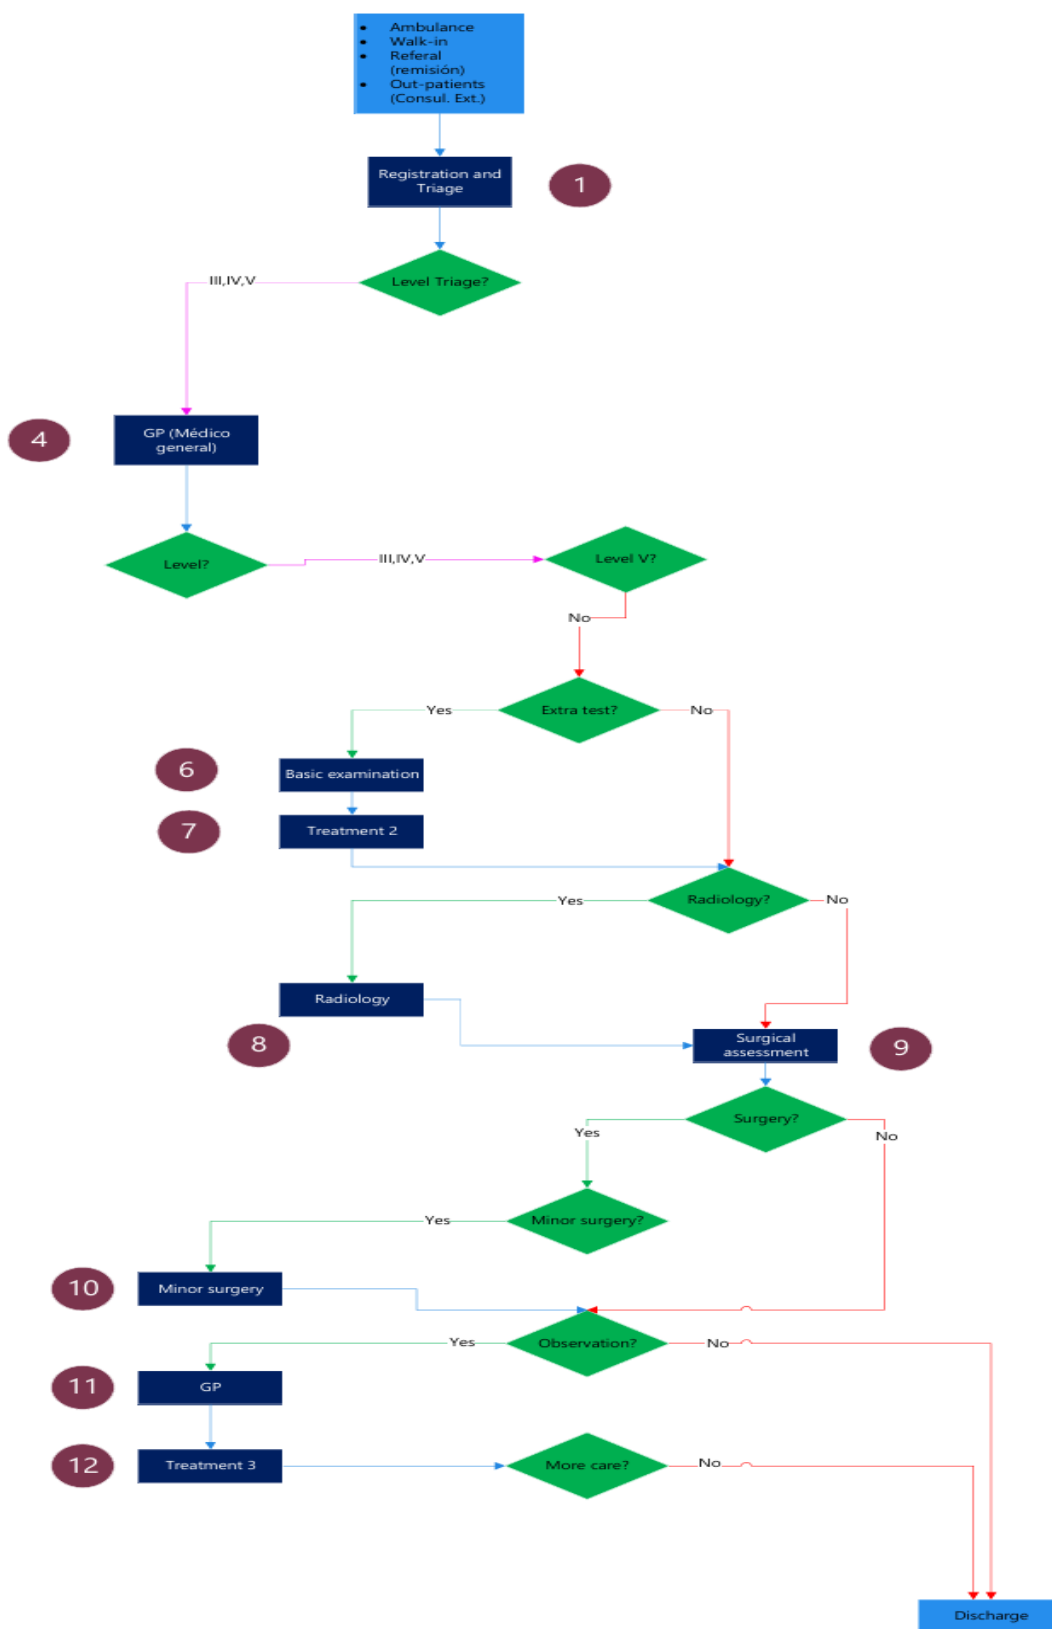 Ambulance
Walk-in
Referal
(remisión)
Out-patients
(Consul. Ext.)
Registration and
Triage
1
Level Triage?
III,IV,V
4
GP (Médico
general)
Level?
III,IV,V
Level V?
No
Extra test?
Yes
No
6
Basic examination
7
Treatment 2
Radiology?
Yes
No
Radiology
8
Surgical
assessment
9
Surgery?
Yes
No
Minor surgery?
Yes
10
Minor surgery
Observation?
Yes
No
11
GP
12
Treatment 3
More care?
No
Discharge